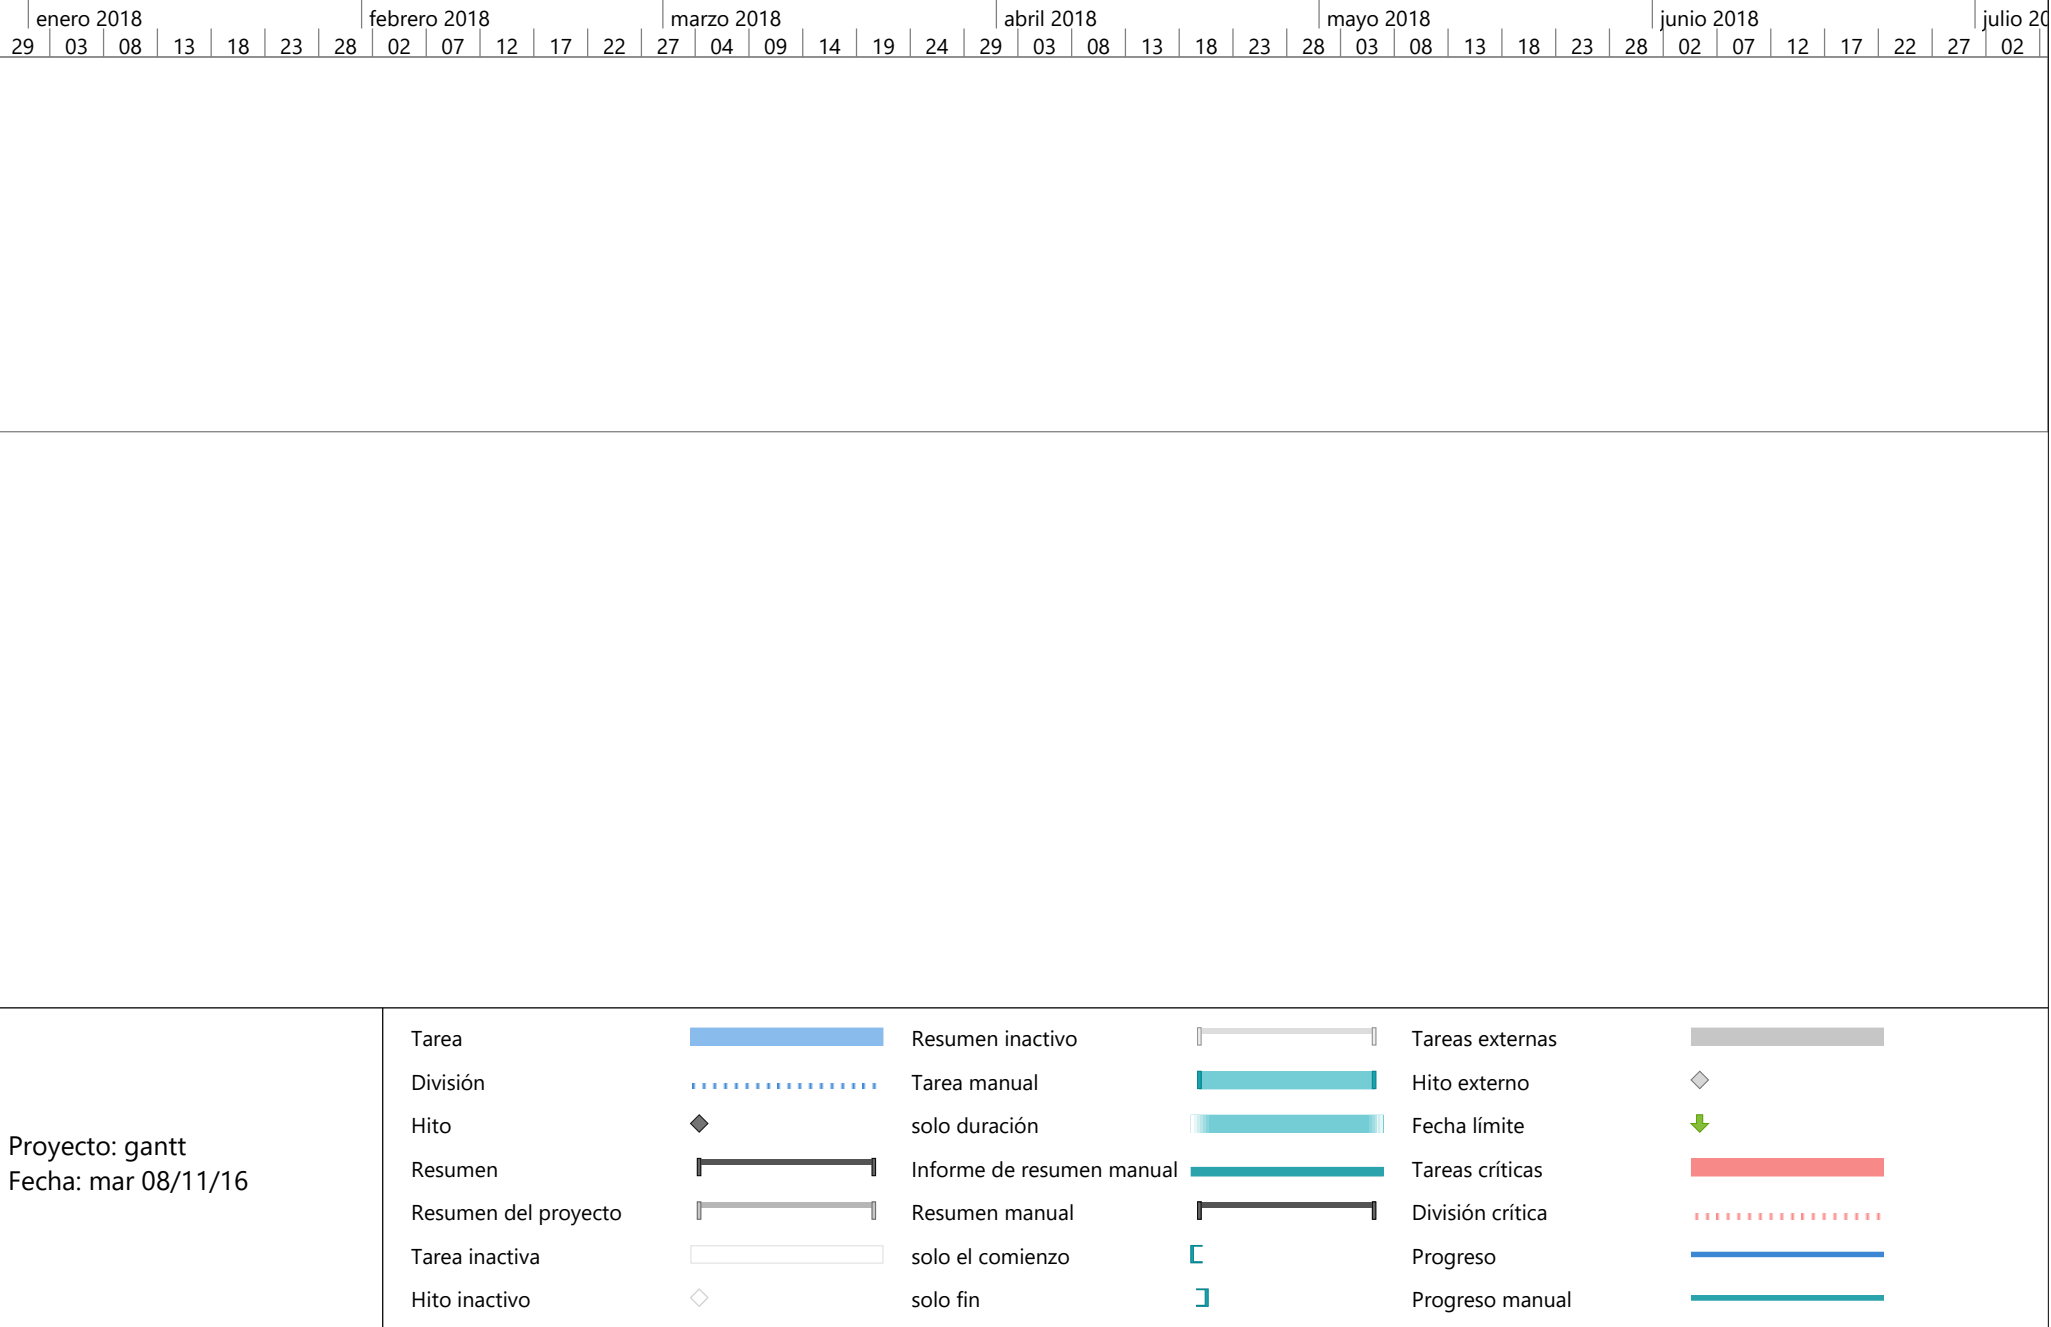 enero 2018 febrero 2018 marzo 2018 abril 2018 mayo 2018 junio 2018 julio 20
29 03 08 13 18 23 28 02 07 12 17 22 27 04 09 14 19 24 29 03 08 13 18 23 28 03 08 13 18 23 28 02 07 12 17 22 27 02
Proyecto: gantt
Fecha: mar 08/11/16
Tarea
División
Hito
Resumen
Resumen del proyecto
Tarea inactiva
Hito inactivo
Resumen inactivo
Tarea manual
solo duración
Informe de resumen manual
Resumen manual
solo el comienzo
solo fin
Tareas externas
Hito externo
Fecha límite
Tareas críticas
División crítica
Progreso
Progreso manual